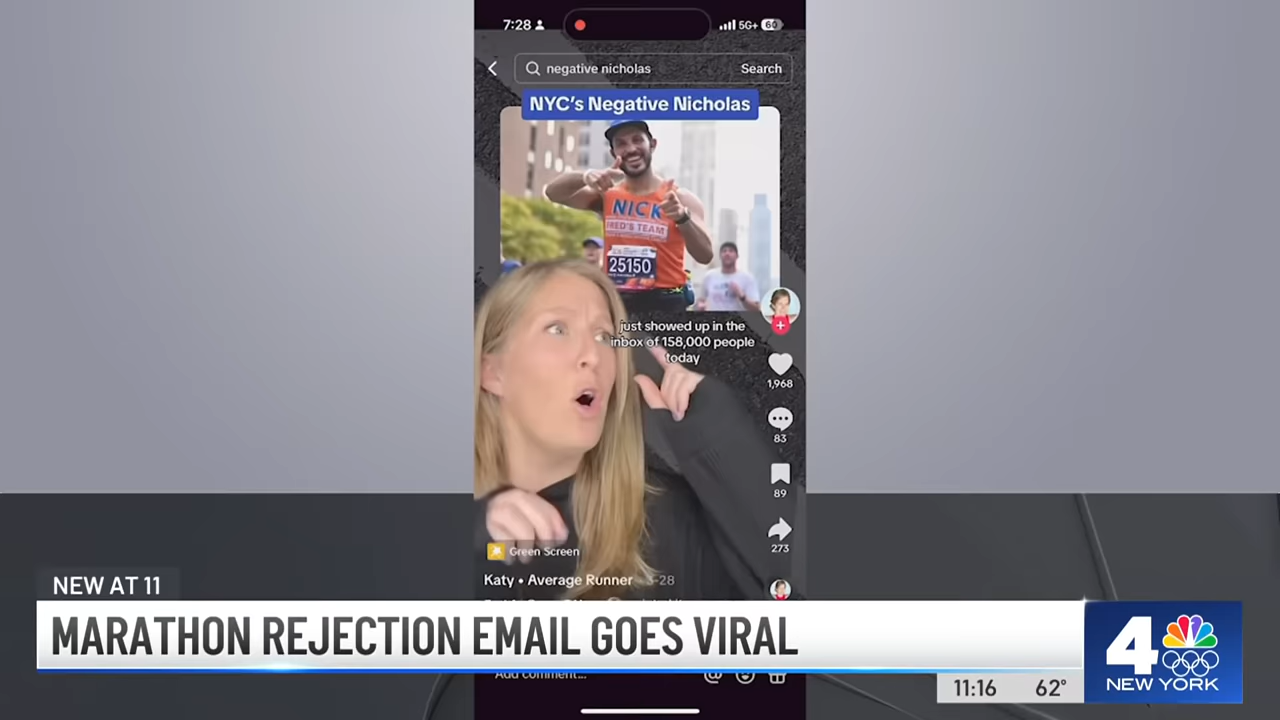 7:28
5G+ 60
negative nicholas
Search
NYC's Negative Nicholas
NICK
FRED'S TEAM
25150
just showed up in the
inbox of 158,000 people
today
1,968
83
89
273
Green Screen
Katy • Average Runner
Add comment...
NEW AT 11
MARATHON REJECTION EMAIL GOES VIRAL
4
NEW YORK
11:16 62°